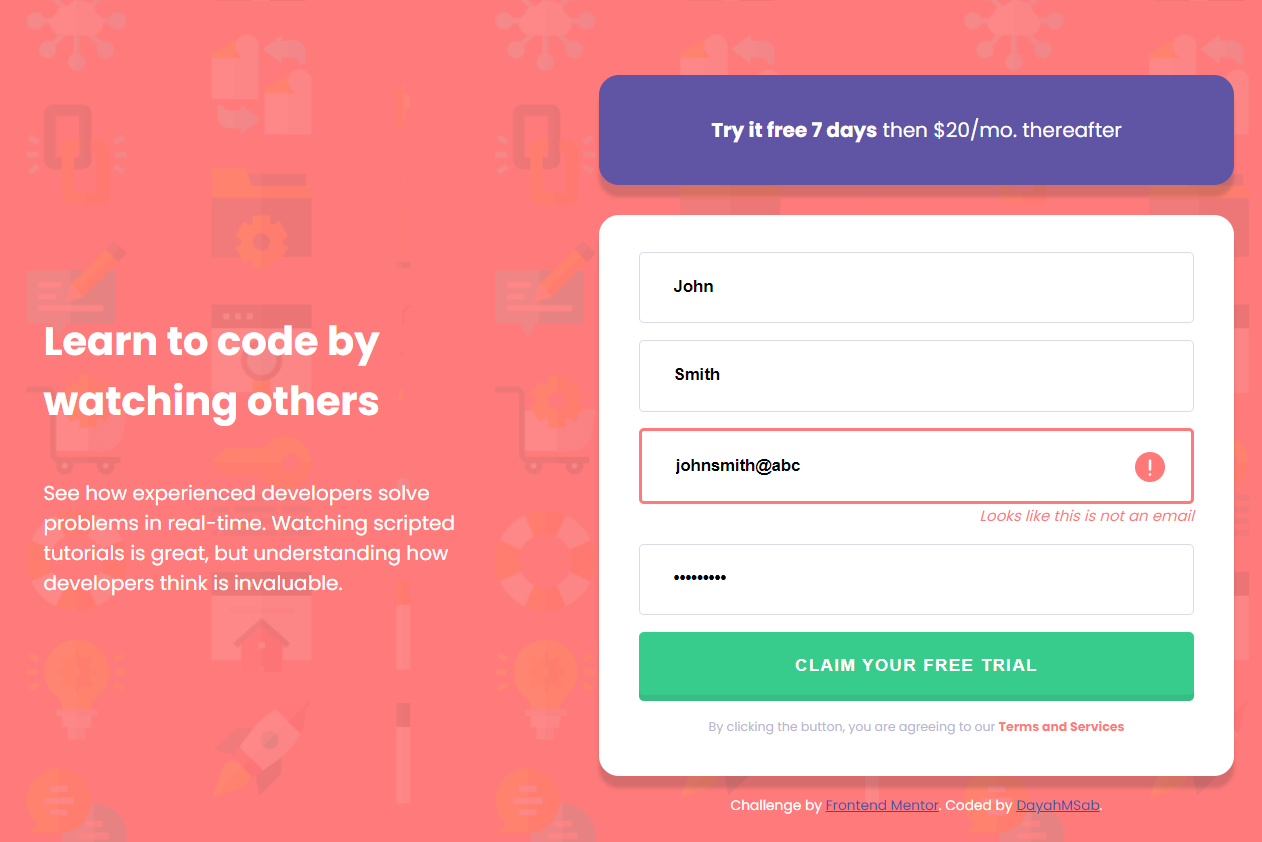 Learn to code by
watching others
See how experienced developers solve
problems in real-time. Watching scripted
tutorials is great, but understanding how
developers think is invaluable.
Try it free 7 days then $20/mo. thereafter
John
Smith
johnsmith@abc
Looks like this is not an email
•••••••••
CLAIM YOUR FREE TRIAL
By clicking the button, you are agreeing to our Terms and Services
Challenge by Frontend Mentor. Coded by DayahMSab.